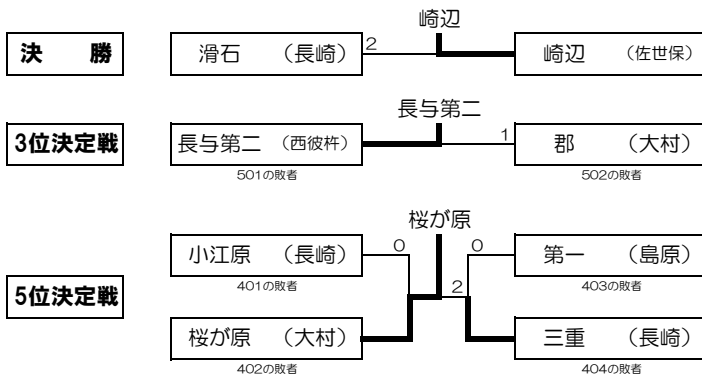 崎辺
決　勝
滑石　（長崎）
2
崎辺　（佐世保）
長与第二
3位決定戦
長与第二　（西彼杵）
1
郡　（大村）
501の敗者
502の敗者
桜が原
小江原　（長崎）
0
0
第一　（島原）
401の敗者
403の敗者
5位決定戦
2
桜が原　（大村）
三重　（長崎）
402の敗者
404の敗者